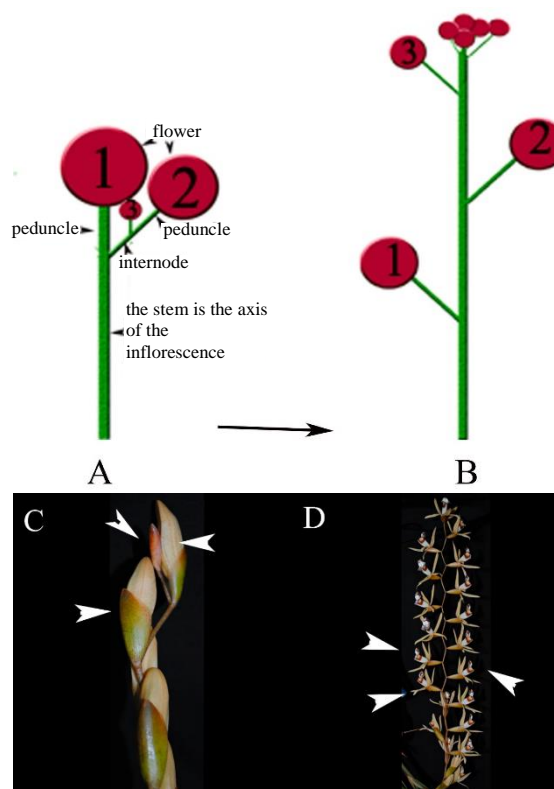 3
1
flower
2
3
2
peduncle
peduncle
internode
1
the stem is the axis
of the
inflorescence
A
B
C
D